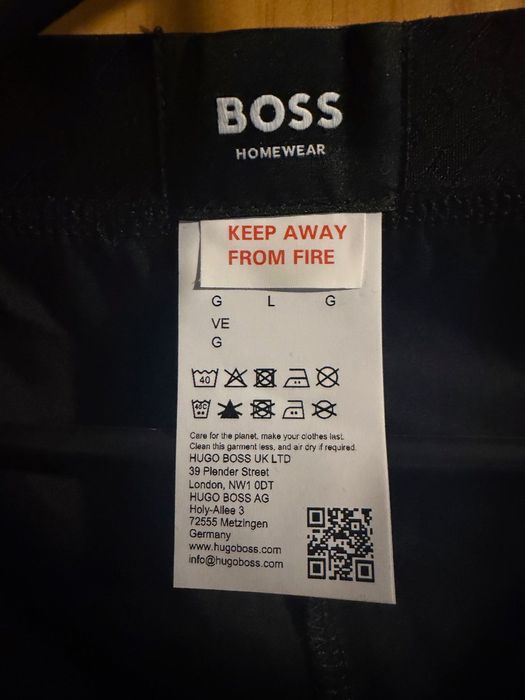 BOSS
HOMEWEAR
KEEP AWAY
FROM FIRE
G L G
VE
G
40
40C
Care for the planet, make your clothes last.
Clean this garment less, and air dry if required.
HUGO BOSS UK LTD
39 Plender Street
London, NW1 0DT
HUGO BOSS AG
Holy-Allee 3
72555 Metzingen
Germany
www.hugoboss.com
info@hugoboss.com